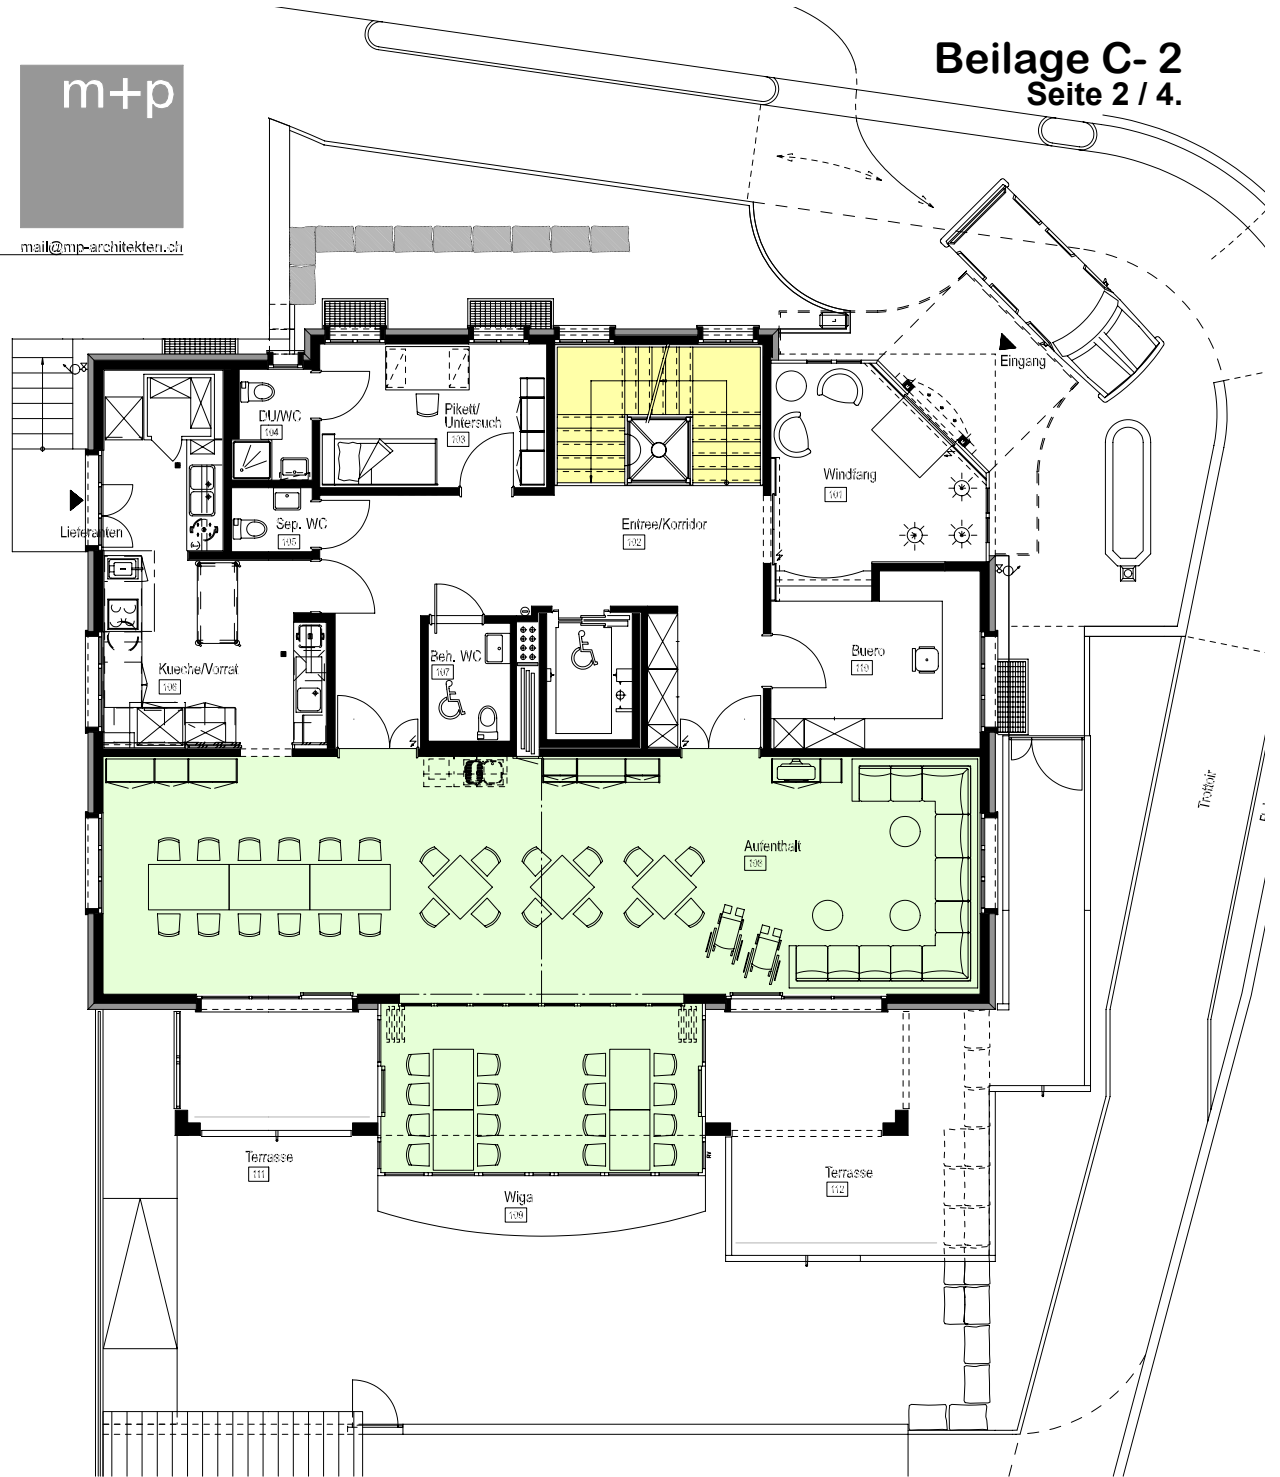 m+p
mail@mp-architekten.ch
Beilage C- 2
Seite 2 / 4.
Eingang
DU/WC
104
Pikett/
Untersuch
103
Windfang
101
Lieferanten
Sep. WC
105
Entree/Korridor
102
Beh. WC
107
Buero
110
Kueche/Vorrat
106
Aufenthalt
108
Trottoir
Terrasse
111
Wiga
109
Terrasse
112